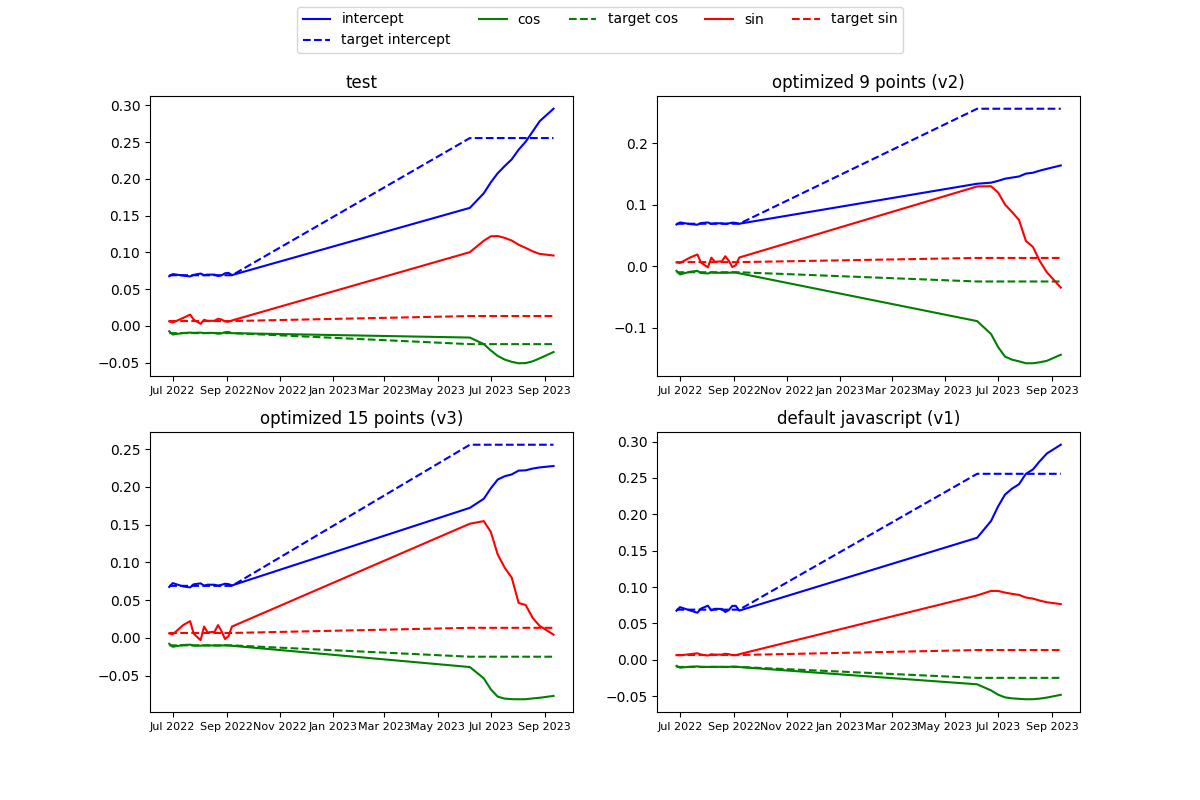 intercept cos target cos sin target sin
target intercept
test
0.30
0.25
0.20
0.15
0.10
0.05
0.00
−0.05
Jul 2022 Sep 2022 Nov 2022 Jan 2023 Mar 2023 May 2023 Jul 2023 Sep 2023
optimized 9 points (v2)
0.2
0.1
0.0
−0.1
Jul 2022 Sep 2022 Nov 2022 Jan 2023 Mar 2023 May 2023 Jul 2023 Sep 2023
optimized 15 points (v3)
0.25
0.20
0.15
0.10
0.05
0.00
−0.05
Jul 2022 Sep 2022 Nov 2022 Jan 2023 Mar 2023 May 2023 Jul 2023 Sep 2023
default javascript (v1)
0.30
0.25
0.20
0.15
0.10
0.05
0.00
−0.05
Jul 2022 Sep 2022 Nov 2022 Jan 2023 Mar 2023 May 2023 Jul 2023 Sep 2023